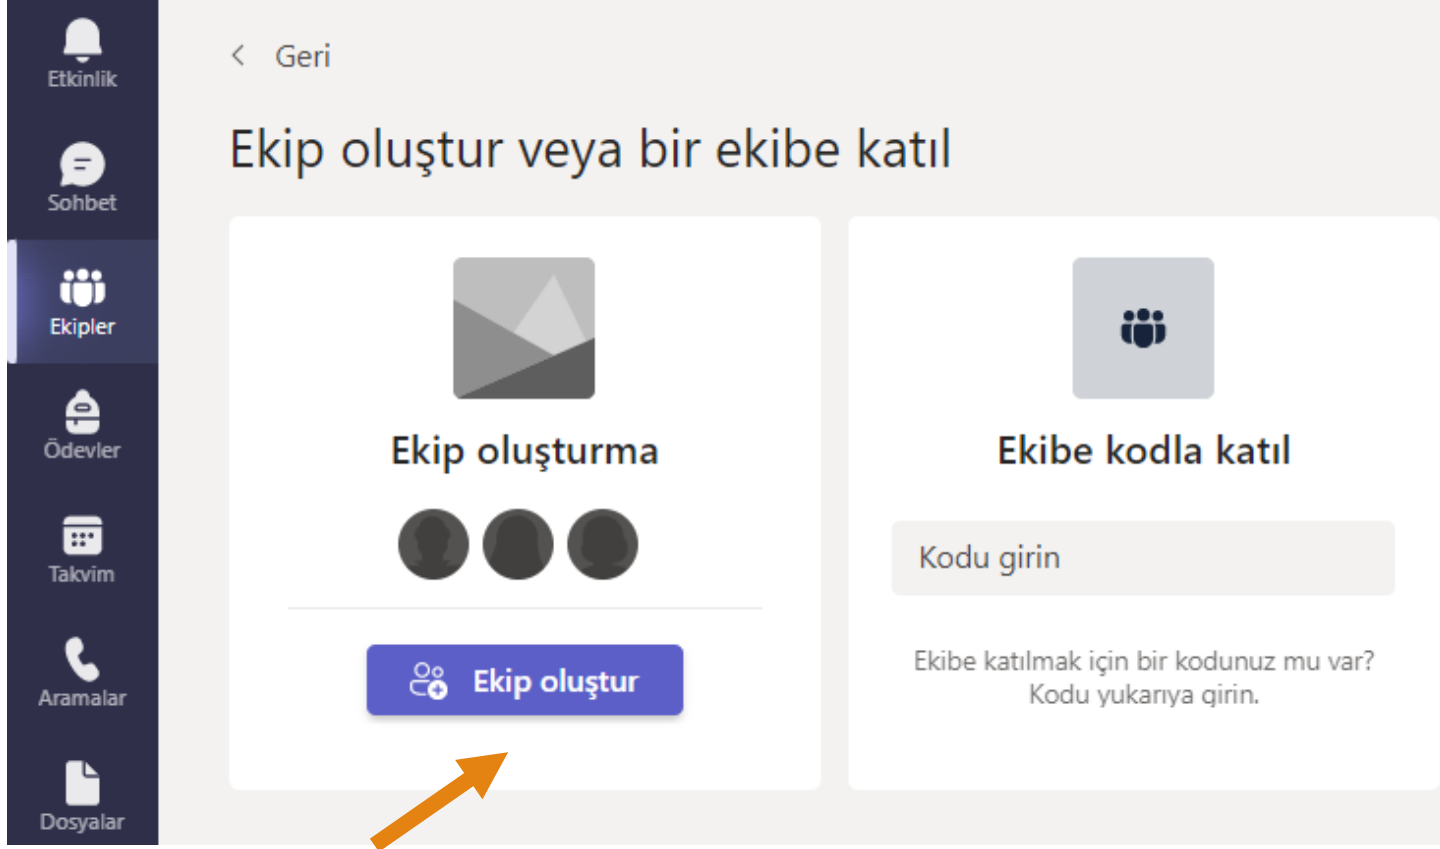 Etkinlik
Sohbet
Ekipler
Ödevler
Takvim
Aramalar
Dosyalar
Geri
Ekip oluştur veya bir ekibe katıl
Ekip oluşturma
Ekip oluştur
Ekibe kodla katıl
Kodu girin
Ekibe katılmak için bir kodunuz mu var?
Kodu yukarıya girin.